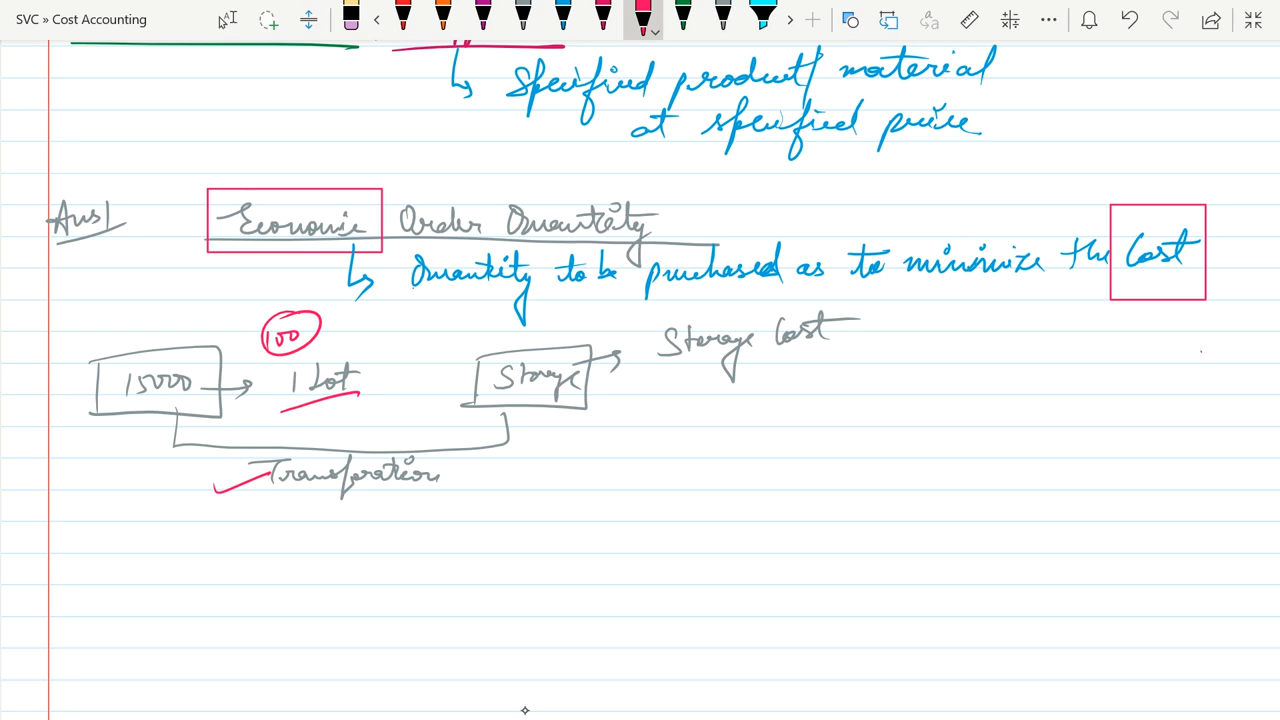 SVC » Cost Accounting
Specified product/ material
at specified price
Ans1 Economic Order Quantity
Quantity to be purchased as to minimize the Cost
100
Storage Cost
15000 → 1 Lot Storage
Transportation